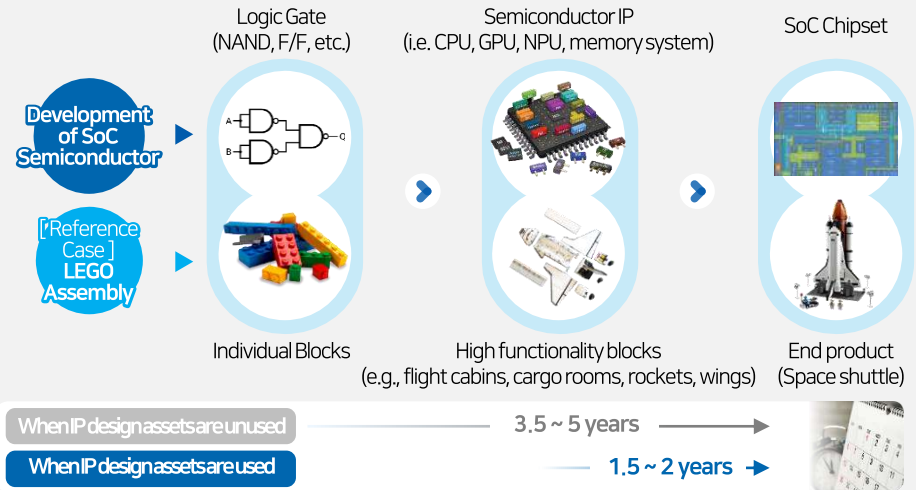 Logic Gate
(NAND, F/F, etc.)
Semiconductor IP
(i.e. CPU, GPU, NPU, memory system)
SoC Chipset
Development
of SoC
Semiconductor
A
B
Q
[Reference
Case]
LEGO
Assembly
Individual Blocks
High functionality blocks
(e.g., flight cabins, cargo rooms, rockets, wings)
End product
(Space shuttle)
When IP design assets are unused
3.5 ~ 5 years
When IP design assets are used
1.5 ~ 2 years